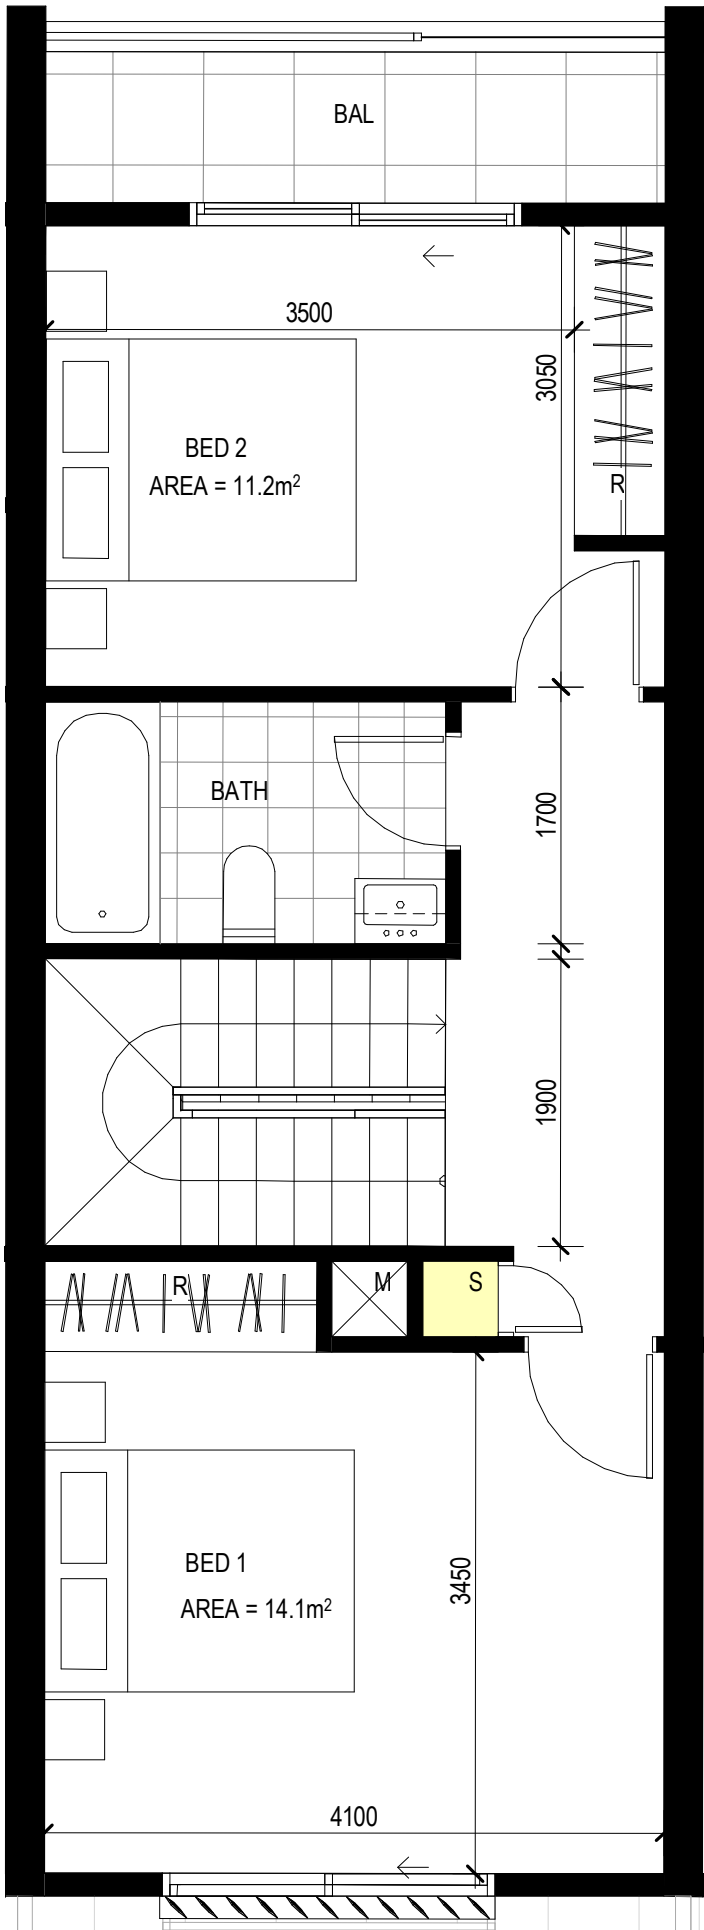 BAL
3500
3050
BED 2
AREA = 11.2m²
R
BATH
1700
1900
R
M
S
BED 1
AREA = 14.1m²
3450
4100